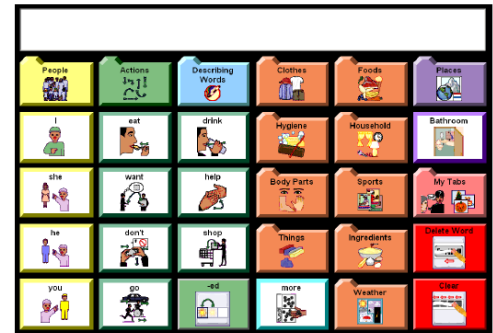 People
Actions
Describing
Words
Clothes
Foods
Places
I
eat
drink
Hygiene
Household
Bathroom
she
want
help
Body Parts
Sports
My Tabs
he
don't
shop
Things
Ingredients
Delete Word
you
go
-ed
more
Weather
Clear